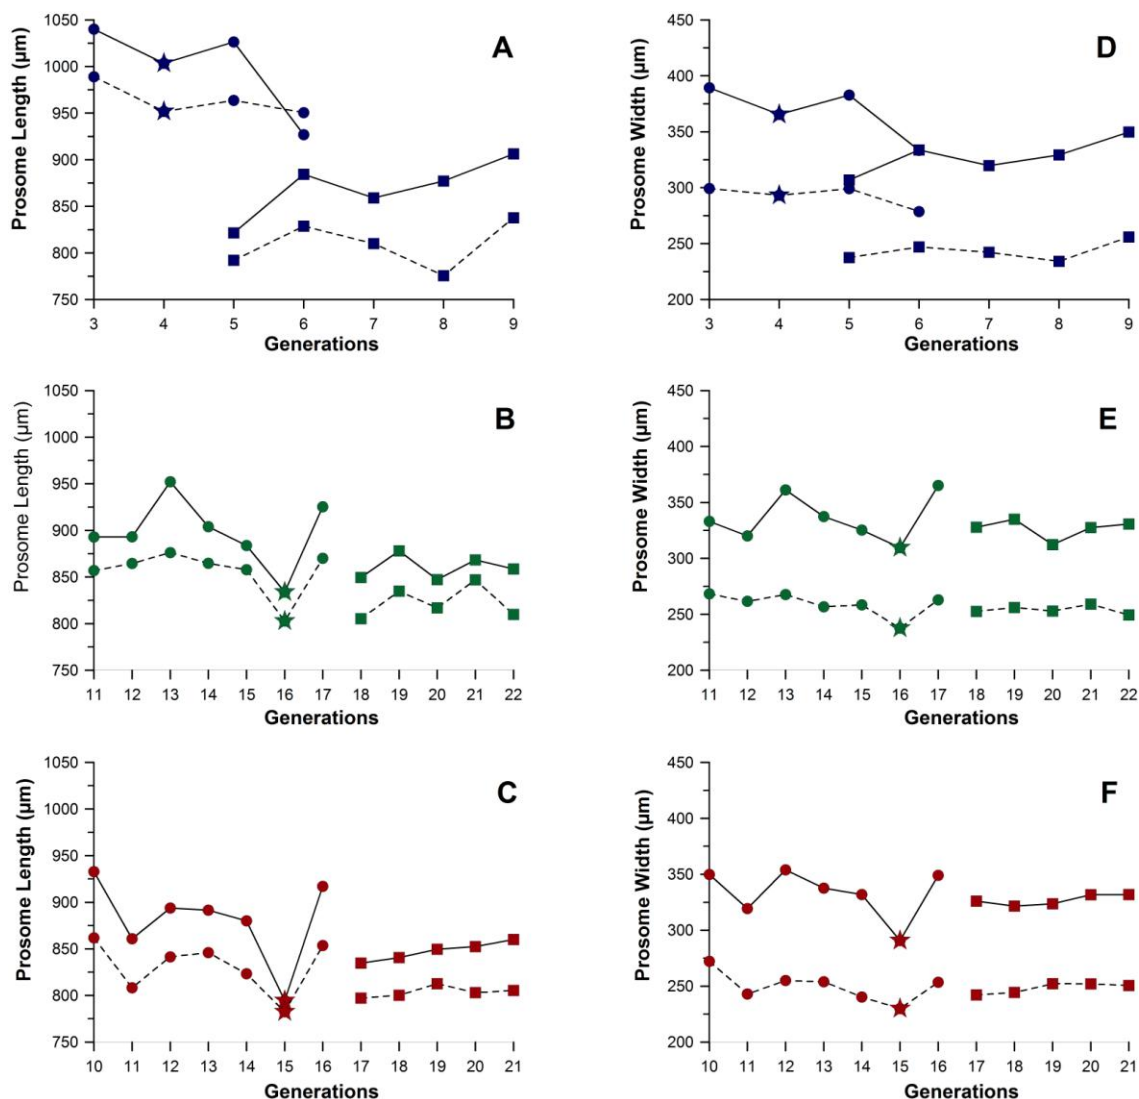 A
Prosome Length (µm)
1050
1000
950
900
850
800
750
3 4 5 6 7 8 9
Generations
D
Prosome Width (µm)
450
400
350
300
250
200
3 4 5 6 7 8 9
Generations
B
Prosome Length (µm)
1050
1000
950
900
850
800
750
11 12 13 14 15 16 17 18 19 20 21 22
Generations
E
Prosome Width (µm)
450
400
350
300
250
200
11 12 13 14 15 16 17 18 19 20 21 22
Generations
C
Prosome Length (µm)
1050
1000
950
900
850
800
750
10 11 12 13 14 15 16 17 18 19 20 21
Generations
F
Prosome Width (µm)
450
400
350
300
250
200
10 11 12 13 14 15 16 17 18 19 20 21
Generations